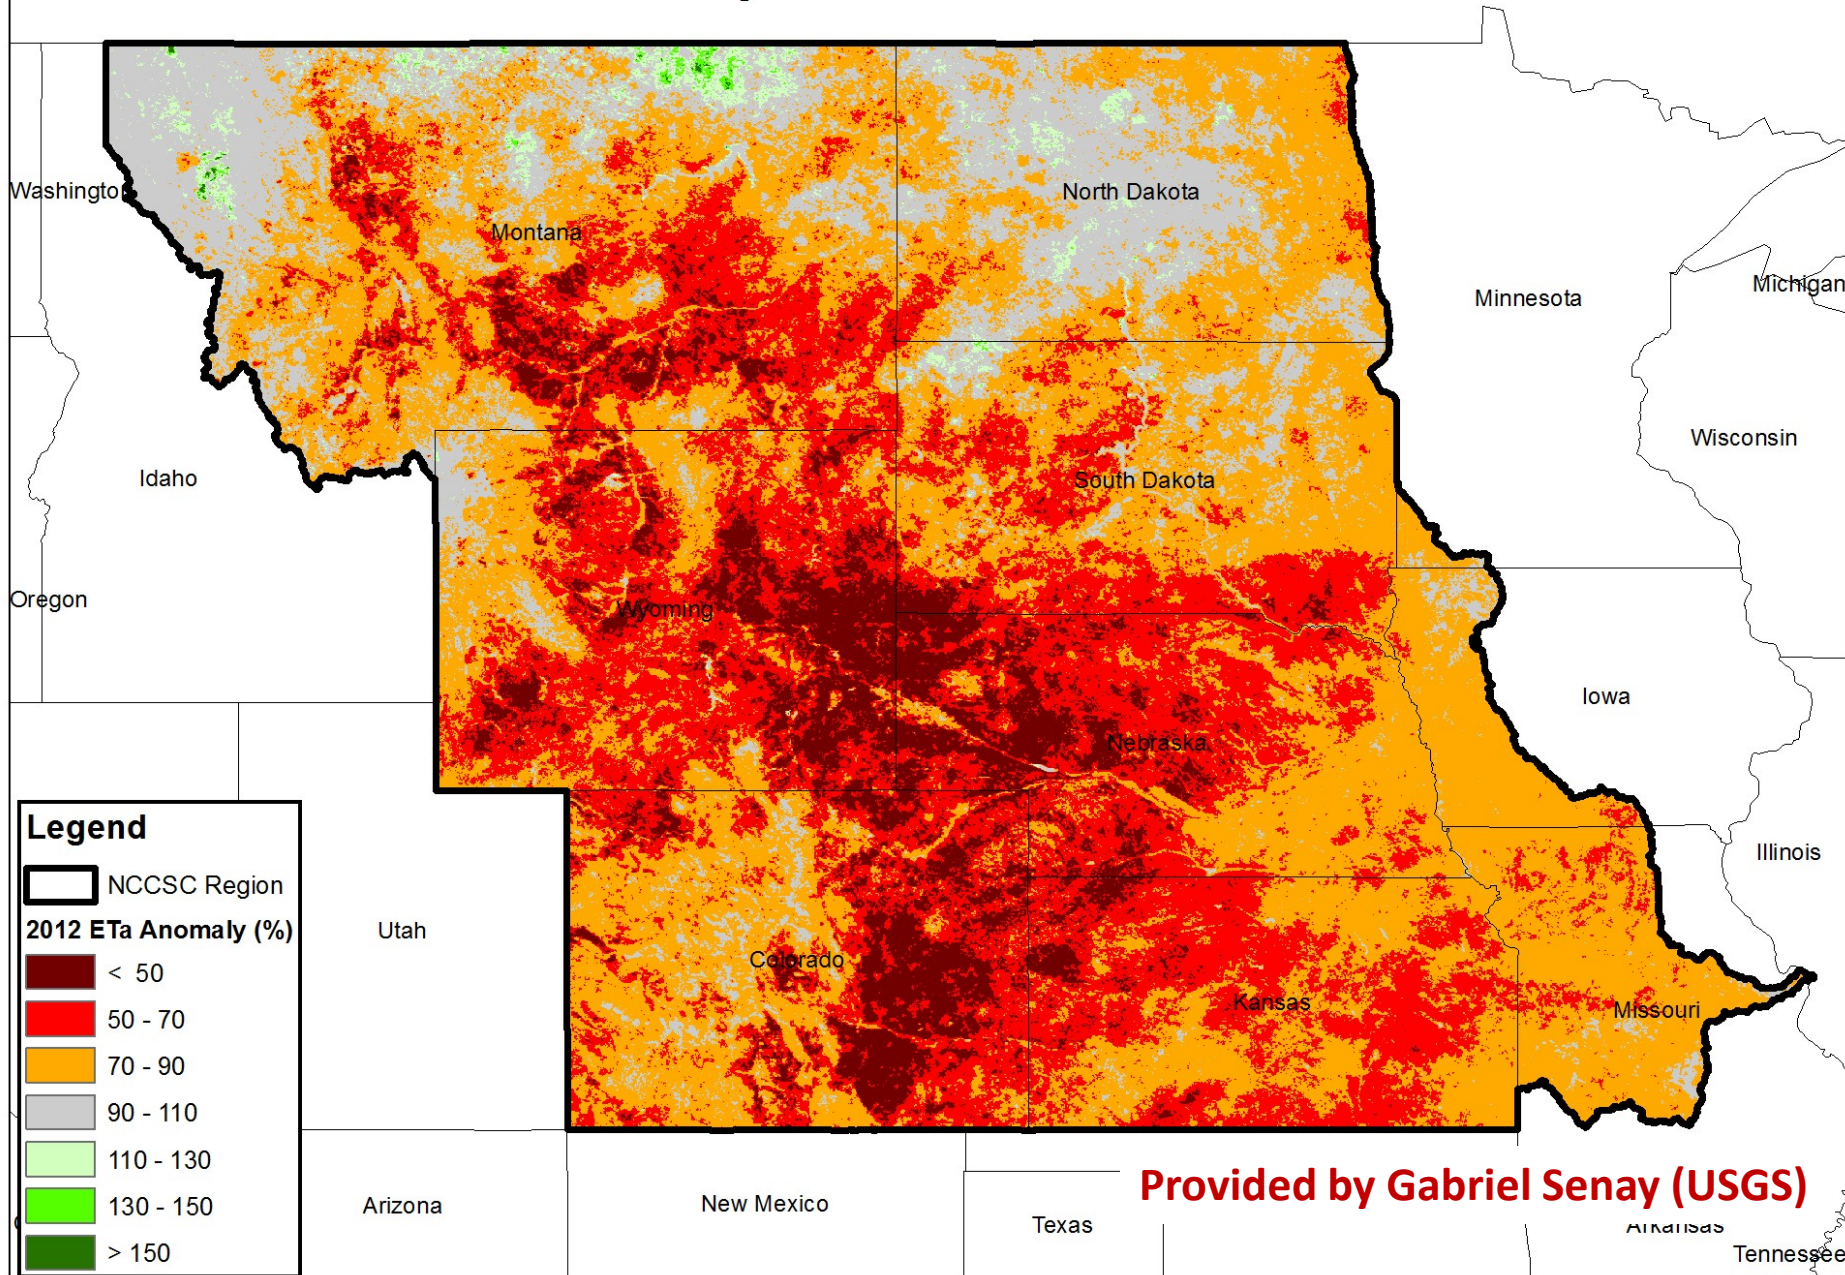 Washingto
Montana
North Dakota
Minnesota
Michigan
Wisconsin
Idaho
South Dakota
Oregon
Wyoming
Iowa
Nebraska
Illinois
Utah
Colorado
Kansas
Missouri
Arizona
New Mexico
Texas
Arkansas
Tennessee
Legend
NCCSC Region
2012 ETa Anomaly (%)
< 50
50 - 70
70 - 90
90 - 110
110 - 130
130 - 150
> 150
Provided by Gabriel Senay (USGS)